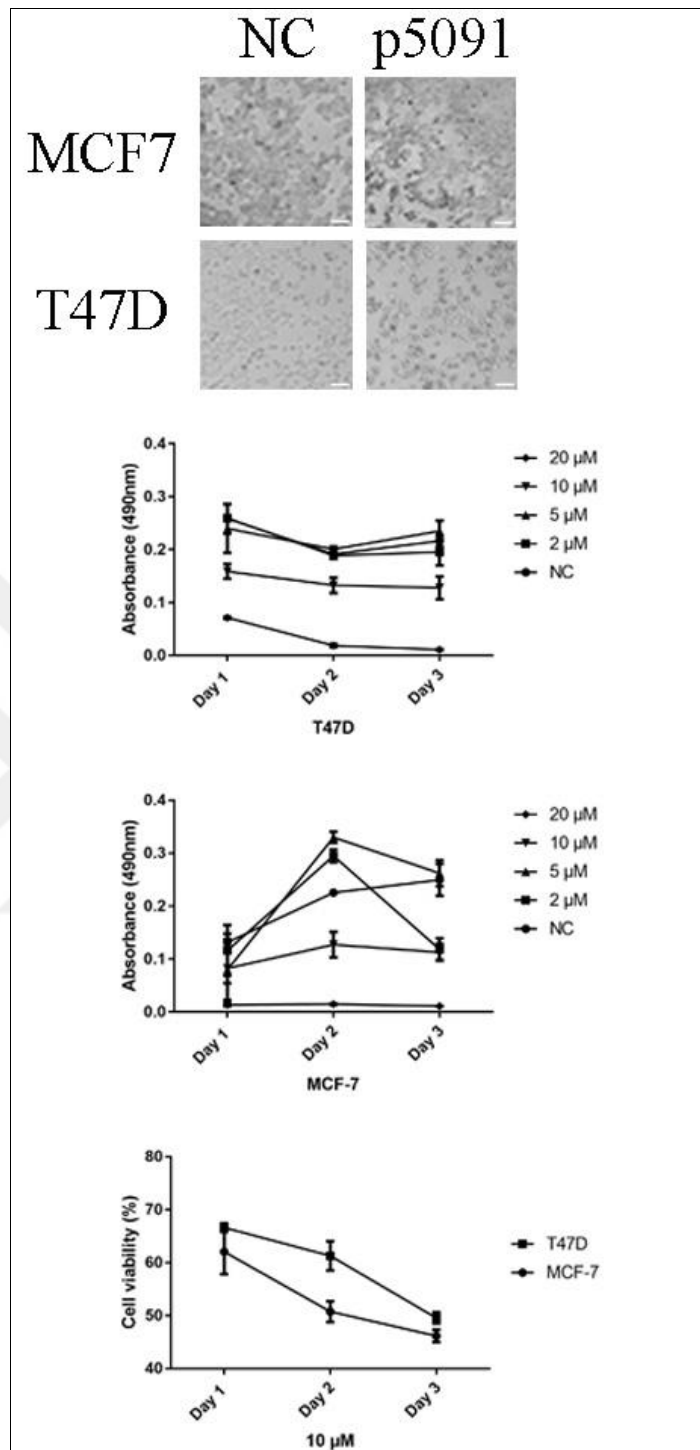 NC p5091
MCF7
T47D
0.4
0.3
0.2
0.1
0.0
Absorbance (490nm)
Day 1
Day 2
Day 3
T47D
20 µM
10 µM
5 µM
2 µM
NC
0.4
0.3
0.2
0.1
0.0
Absorbance (490nm)
Day 1
Day 2
Day 3
MCF-7
20 µM
10 µM
5 µM
2 µM
NC
80
70
60
50
40
Cell viability (%)
Day 1
Day 2
Day 3
10 µM
T47D
MCF-7